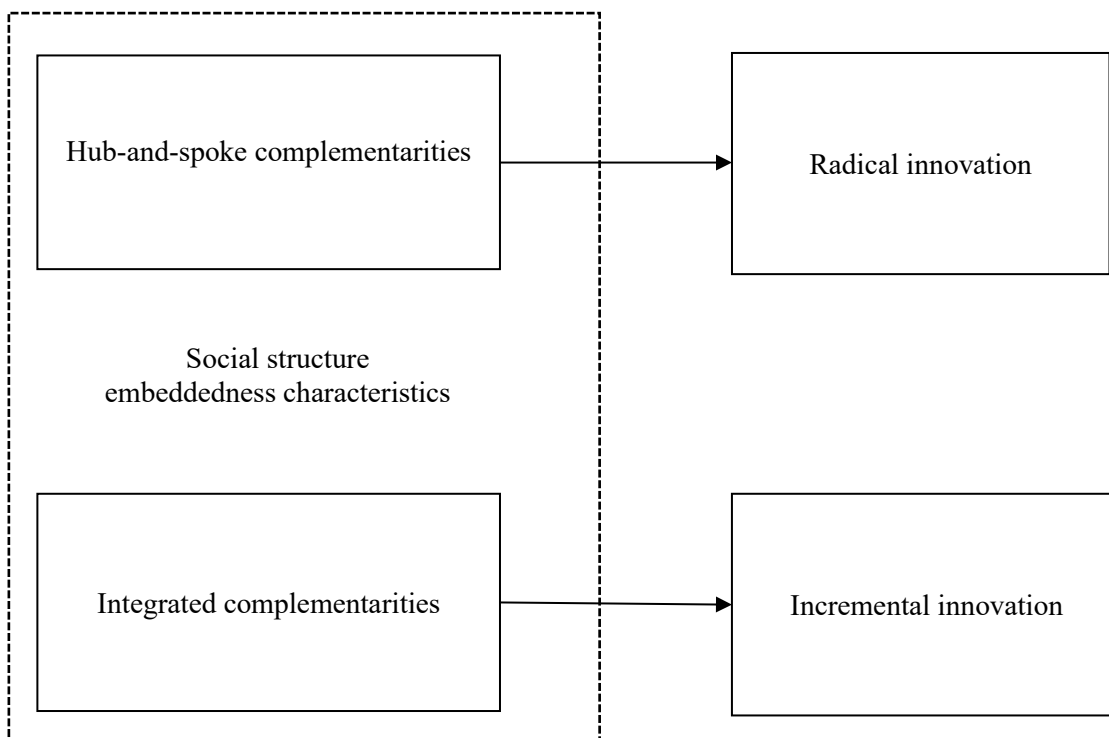 Hub-and-spoke complementarities
Radical innovation
Social structure
embeddedness characteristics
Integrated complementarities
Incremental innovation